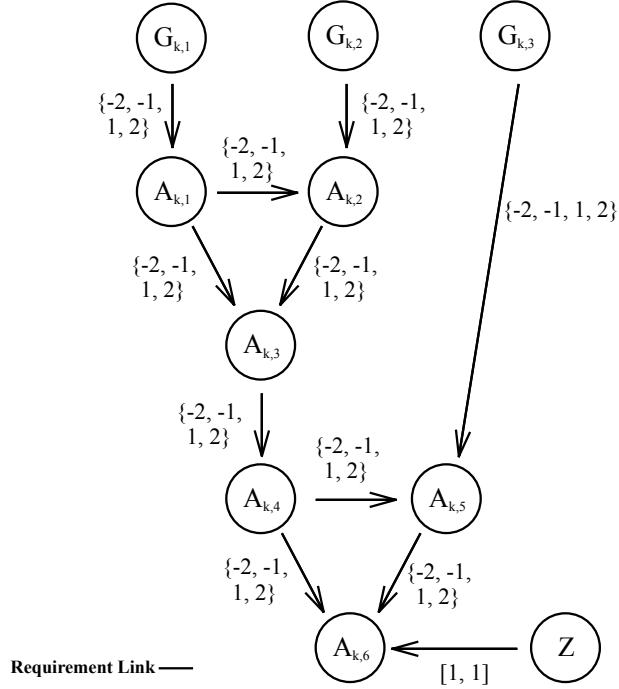 G_{k,1}
G_{k,2}
G_{k,3}
{-2, -1,
1, 2}
{-2, -1,
1, 2}
{-2, -1,
1, 2}
A_{k,1}
A_{k,2}
{-2, -1, 1, 2}
{-2, -1,
1, 2}
{-2, -1,
1, 2}
A_{k,3}
{-2, -1,
1, 2}
{-2, -1,
1, 2}
A_{k,4}
A_{k,5}
{-2, -1,
1, 2}
{-2, -1,
1, 2}
A_{k,6}
Z
Requirement Link
[1, 1]